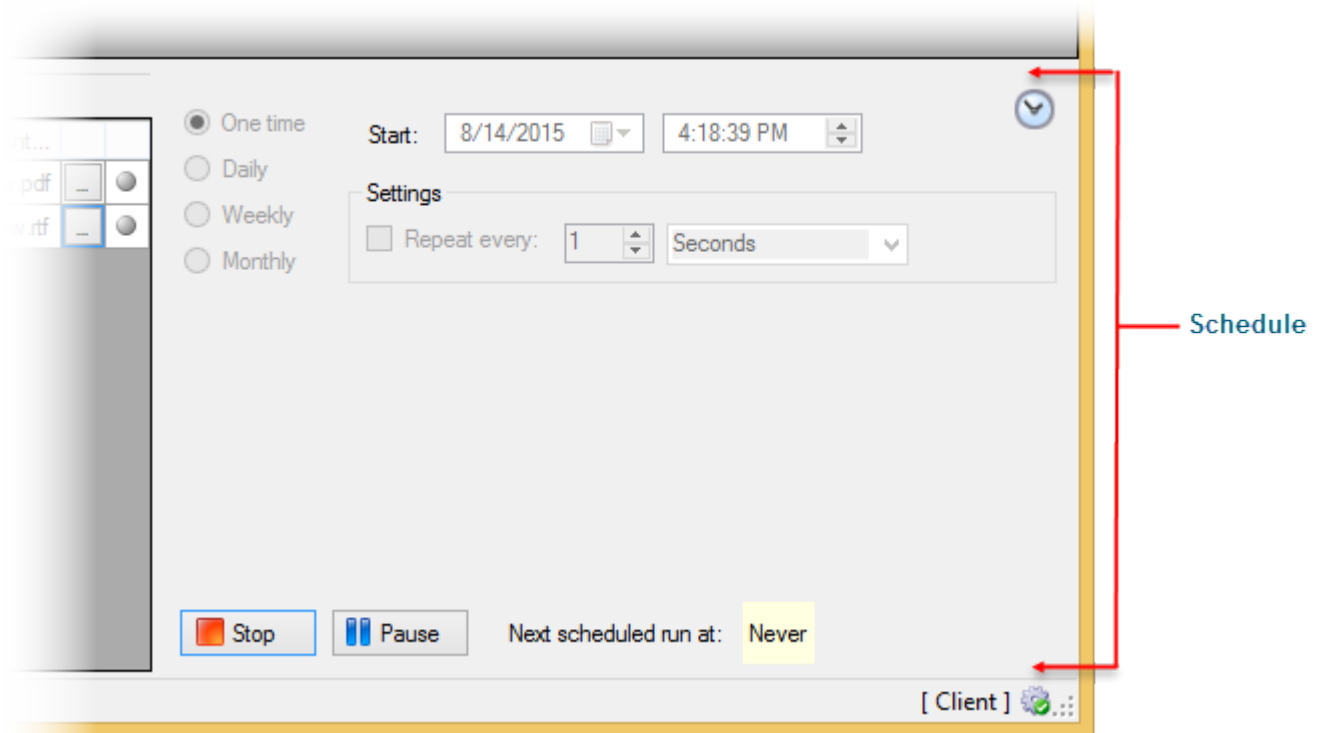 One time
Start: 8/14/2015 4:18:39 PM
nt...
.pdf ...
Daily
Settings
w.rtf ...
Weekly
Repeat every: 1 Seconds
Monthly
Schedule
Stop Pause Next scheduled run at: Never
[ Client ]